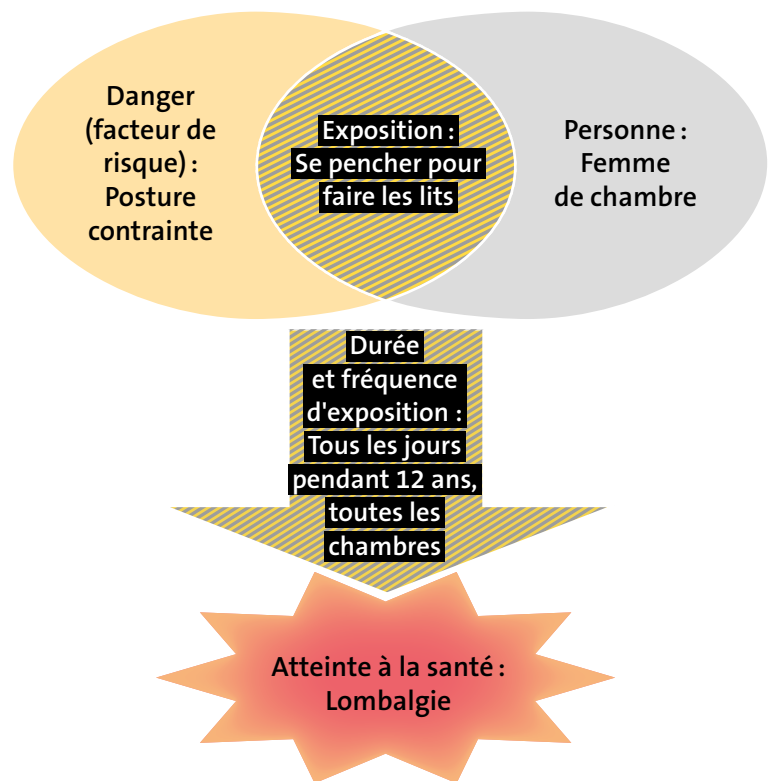 Danger
(facteur de
risque) :
Posture
contrainte
Exposition :
Se pencher pour
faire les lits
Personne :
Femme
de chambre
Durée
et fréquence
d'exposition :
Tous les jours
pendant 12 ans,
toutes les
chambres
Atteinte à la santé :
Lombalgie